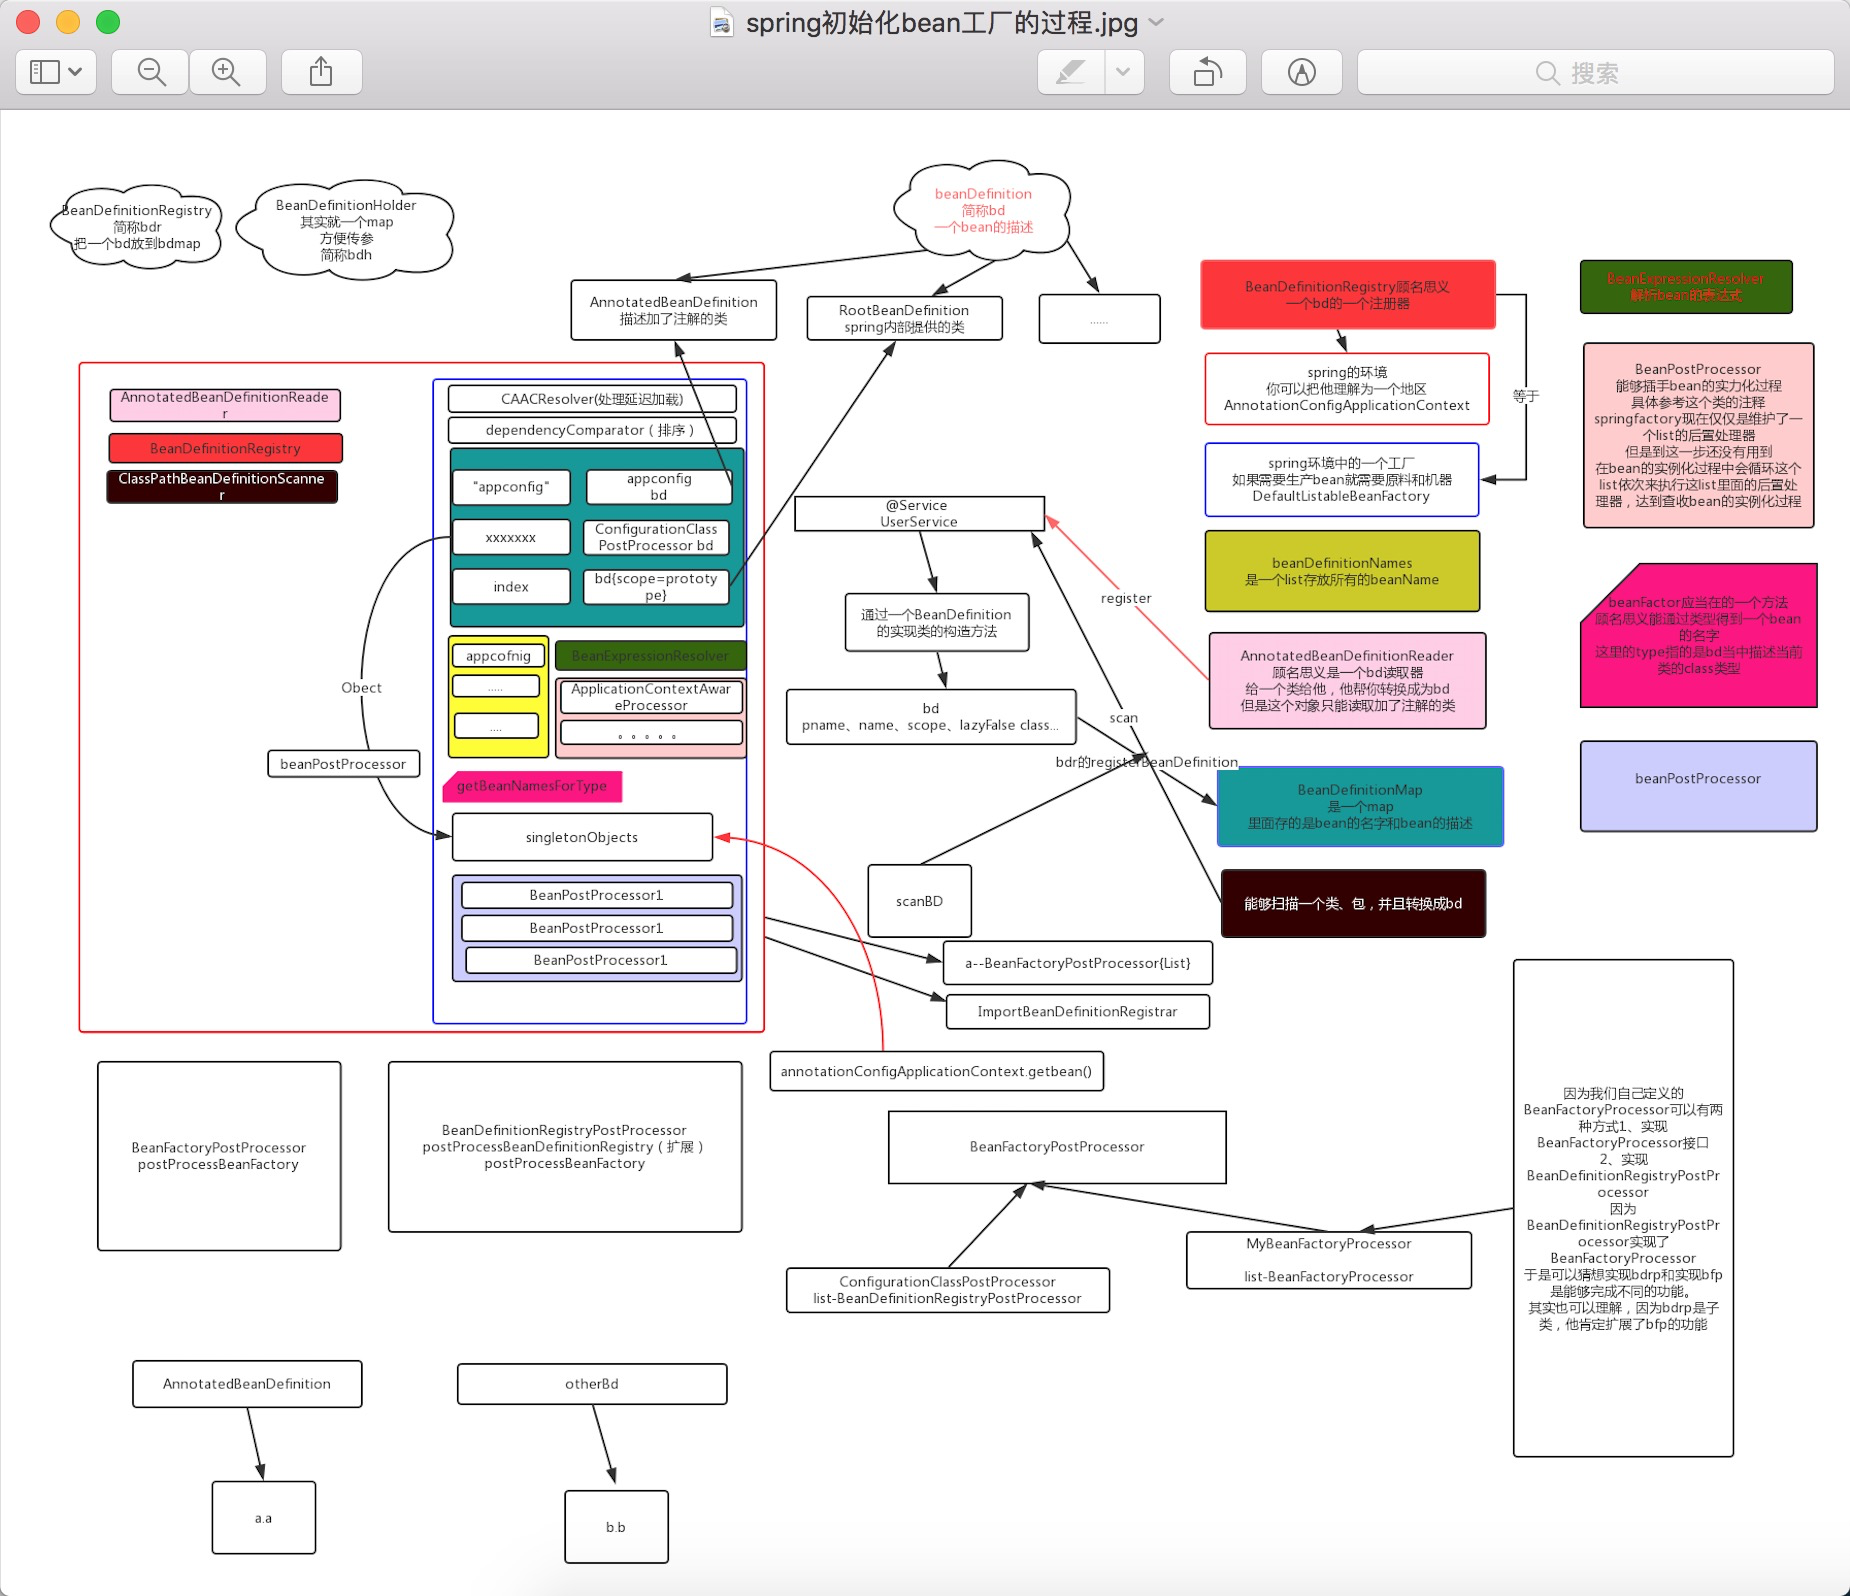 spring初始化bean工厂的过程.jpg
搜索
BeanDefinitionRegistry
简称bdr
把一个bd放到bdmap
BeanDefinitionHolder
其实就一个map
方便传参
简称bdh
beanDefinition
简称bd
一个bean的描述
AnnotatedBeanDefinition
描述加了注解的类
RootBeanDefinition
spring内部提供的类
......
BeanDefinitionRegistry顾名思义
一个bd的一个注册器
BeanExpressionResolver
解析bean的表达式
spring的环境
你可以把他理解为一个地区
AnnotationConfigApplicationContext
等于
BeanPostProcessor
能够插手bean的实力化过程
具体参考这个类的注释
springfactory现在仅仅是维护了一
个list的后置处理器
但是到这一步还没有用到
在bean的实例化过程中会循环这个
list依次来执行这list里面的后置处
理器，达到查收bean的实例化过程
AnnotatedBeanDefinitionReade
r
BeanDefinitionRegistry
ClassPathBeanDefinitionScanne
r
CAACResolver(处理延迟加载)
dependencyComparator（排序）
"appconfig"
appconfig
bd
xxxxxxx
ConfigurationClass
PostProcessor bd
index
bd{scope=prototy
pe}
appcofnig
.....
....
BeanExpressionResolver
ApplicationContextAwar
eProcessor
。。。。。
getBeanNamesForType
Obect
beanPostProcessor
singletonObjects
BeanPostProcessor1
BeanPostProcessor1
BeanPostProcessor1
@Service
UserService
通过一个BeanDefinition
的实现类的构造方法
bd
pname、name、scope、lazyFalse class...
register
scan
bdr的registerBeanDefinition
scanBD
spring环境中的一个工厂
如果需要生产bean就需要原料和机器
DefaultListableBeanFactory
beanDefinitionNames
是一个list存放所有的beanName
AnnotatedBeanDefinitionReader
顾名思义是一个bd读取器
给一个类给他，他帮你转换成为bd
但是这个对象只能读取加了注解的类
BeanDefinitionMap
是一个map
里面存的是bean的名字和bean的描述
能够扫描一个类、包，并且转换成bd
beanFactor应当在的一个方法
顾名思义能通过类型得到一个bean
的名字
这里的type指的是bd当中描述当前
类的class类型
beanPostProcessor
a--BeanFactoryPostProcessor{List}
ImportBeanDefinitionRegistrar
annotationConfigApplicationContext.getbean()
BeanFactoryPostProcessor
postProcessBeanFactory
BeanDefinitionRegistryPostProcessor
postProcessBeanDefinitionRegistry（扩展）
postProcessBeanFactory
BeanFactoryPostProcessor
ConfigurationClassPostProcessor
list-BeanDefinitionRegistryPostProcessor
MyBeanFactoryProcessor
list-BeanFactoryProcessor
因为我们自己定义的
BeanFactoryProcessor可以有两
种方式1、实现
BeanFactoryProcessor接口
2、实现
BeanDefinitionRegistryPostPr
ocessor
因为
BeanDefinitionRegistryPostPr
ocessor实现了
BeanFactoryProcessor
于是可以猜想实现bdrp和实现bfp
是能够完成不同的功能。
其实也可以理解，因为bdrp是子
类，他肯定扩展了bfp的功能
AnnotatedBeanDefinition
otherBd
a.a
b.b